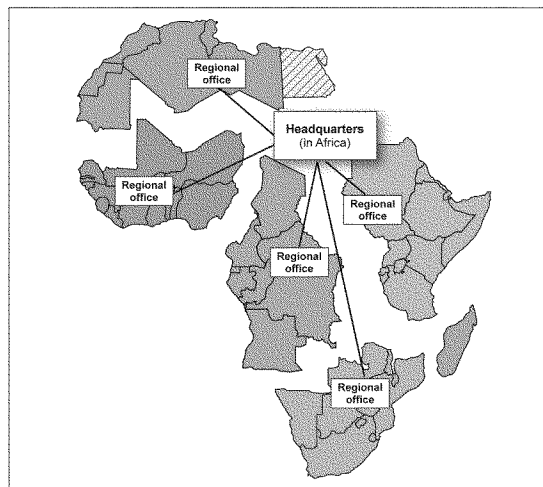 Regional
office
Headquarters
(in Africa)
Regional
office
Regional
office
Regional
office
Regional
office